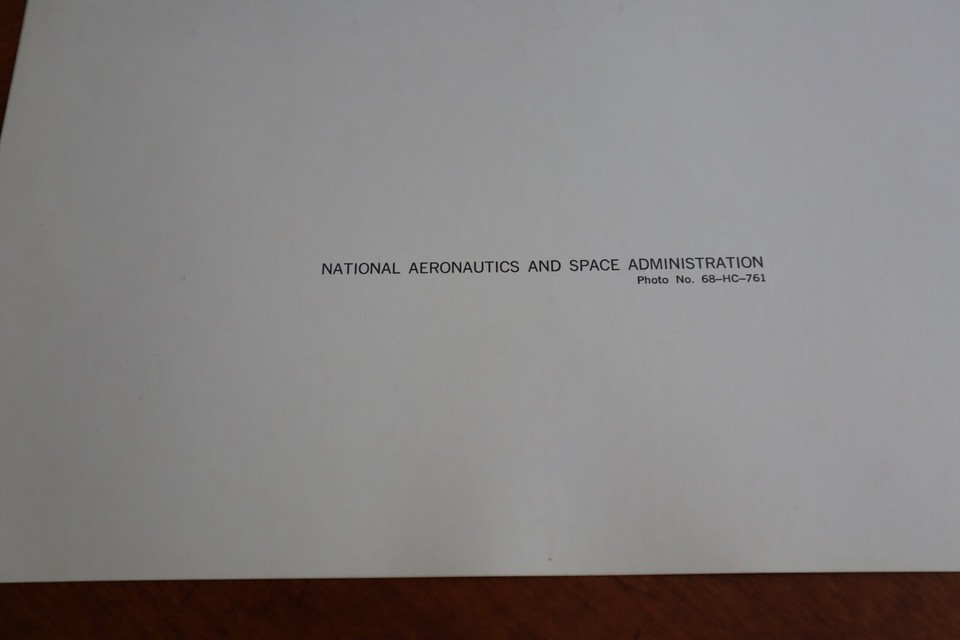 NATIONAL AERONAUTICS AND SPACE ADMINISTRATION
Photo No. 68–HC–761